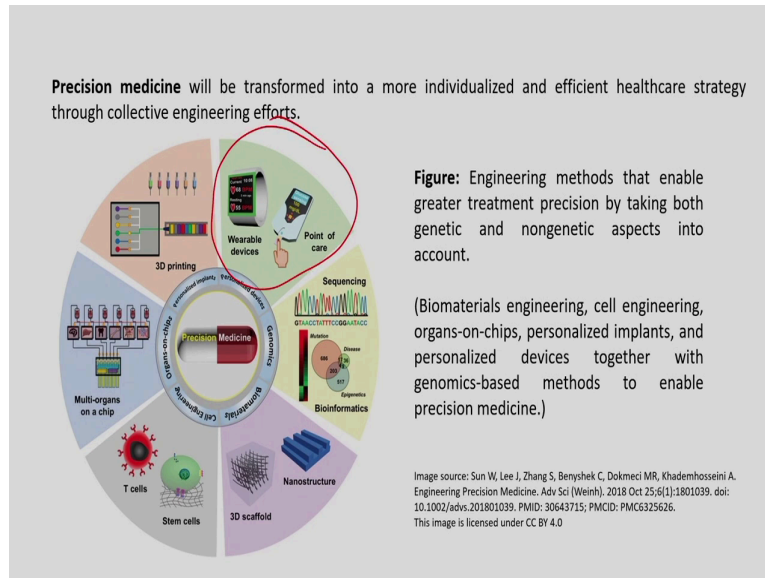 Precision medicine will be transformed into a more individualized and efficient healthcare strategy
through collective engineering efforts.
Wearable
devices
Point of
care
3D printing
Personalized implants
Personalized devices
Genomics
Biomaterials
Cell Engineering
Organs-on-chips
Precision Medicine
Sequencing
GTAACCTATTTCCGGAATACC
Mutation
Disease
Epigenetics
686
517
Bioinformatics
Multi-organs
on a chip
T cells
Stem cells
3D scaffold
Nanostructure
Figure: Engineering methods that enable
greater treatment precision by taking both
genetic and nongenetic aspects into
account.
(Biomaterials engineering, cell engineering,
organs-on-chips, personalized implants, and
personalized devices together with
genomics-based methods to enable
precision medicine.)
Image source: Sun W, Lee J, Zhang S, Benyshek C, Dokmeci MR, Khademhosseini A.
Engineering Precision Medicine. Adv Sci (Weinh). 2018 Oct 25;6(1):1801039. doi:
10.1002/advs.201801039. PMID: 30643715; PMCID: PMC6325626.
This image is licensed under CC BY 4.0